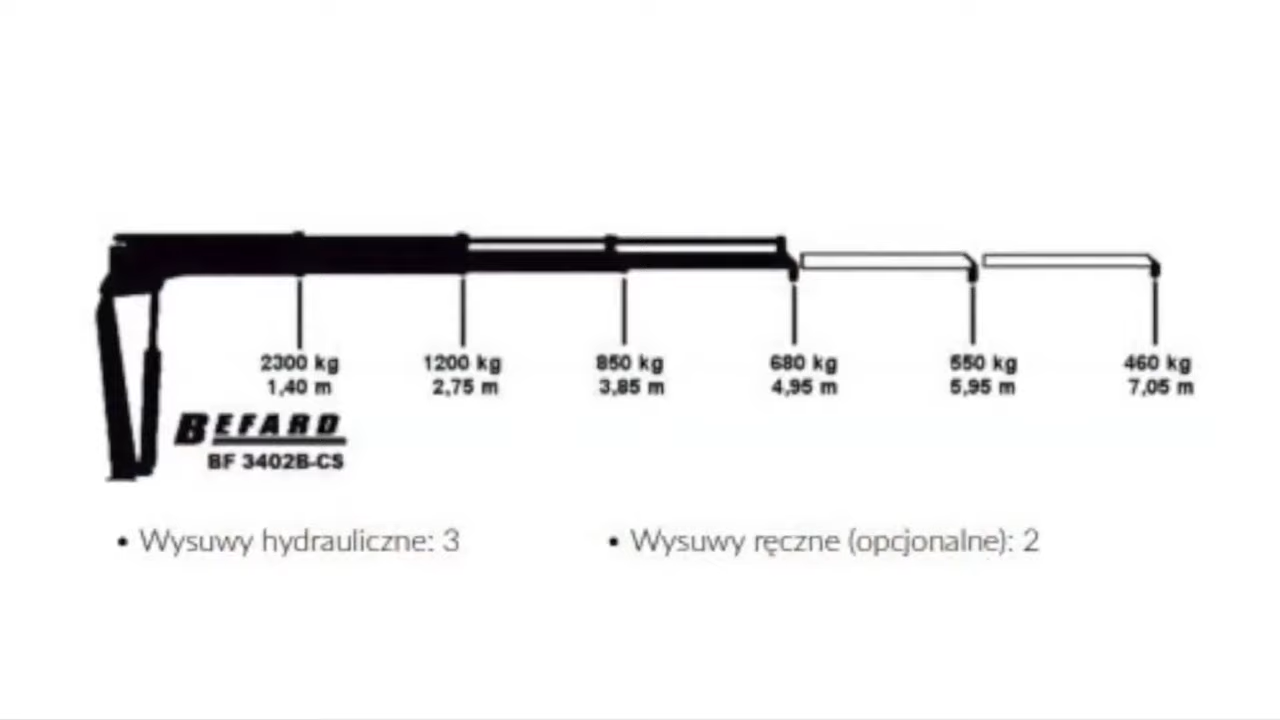 2300 kg 1200 kg 850 kg 680 kg 550 kg 460 kg
1,40 m 2,75 m 3,85 m 4,95 m 5,95 m 7,05 m
BEFARD
BF 3402B-CS
• Wysuwy hydrauliczne: 3 • Wysuwy ręczne (opcjonalne): 2